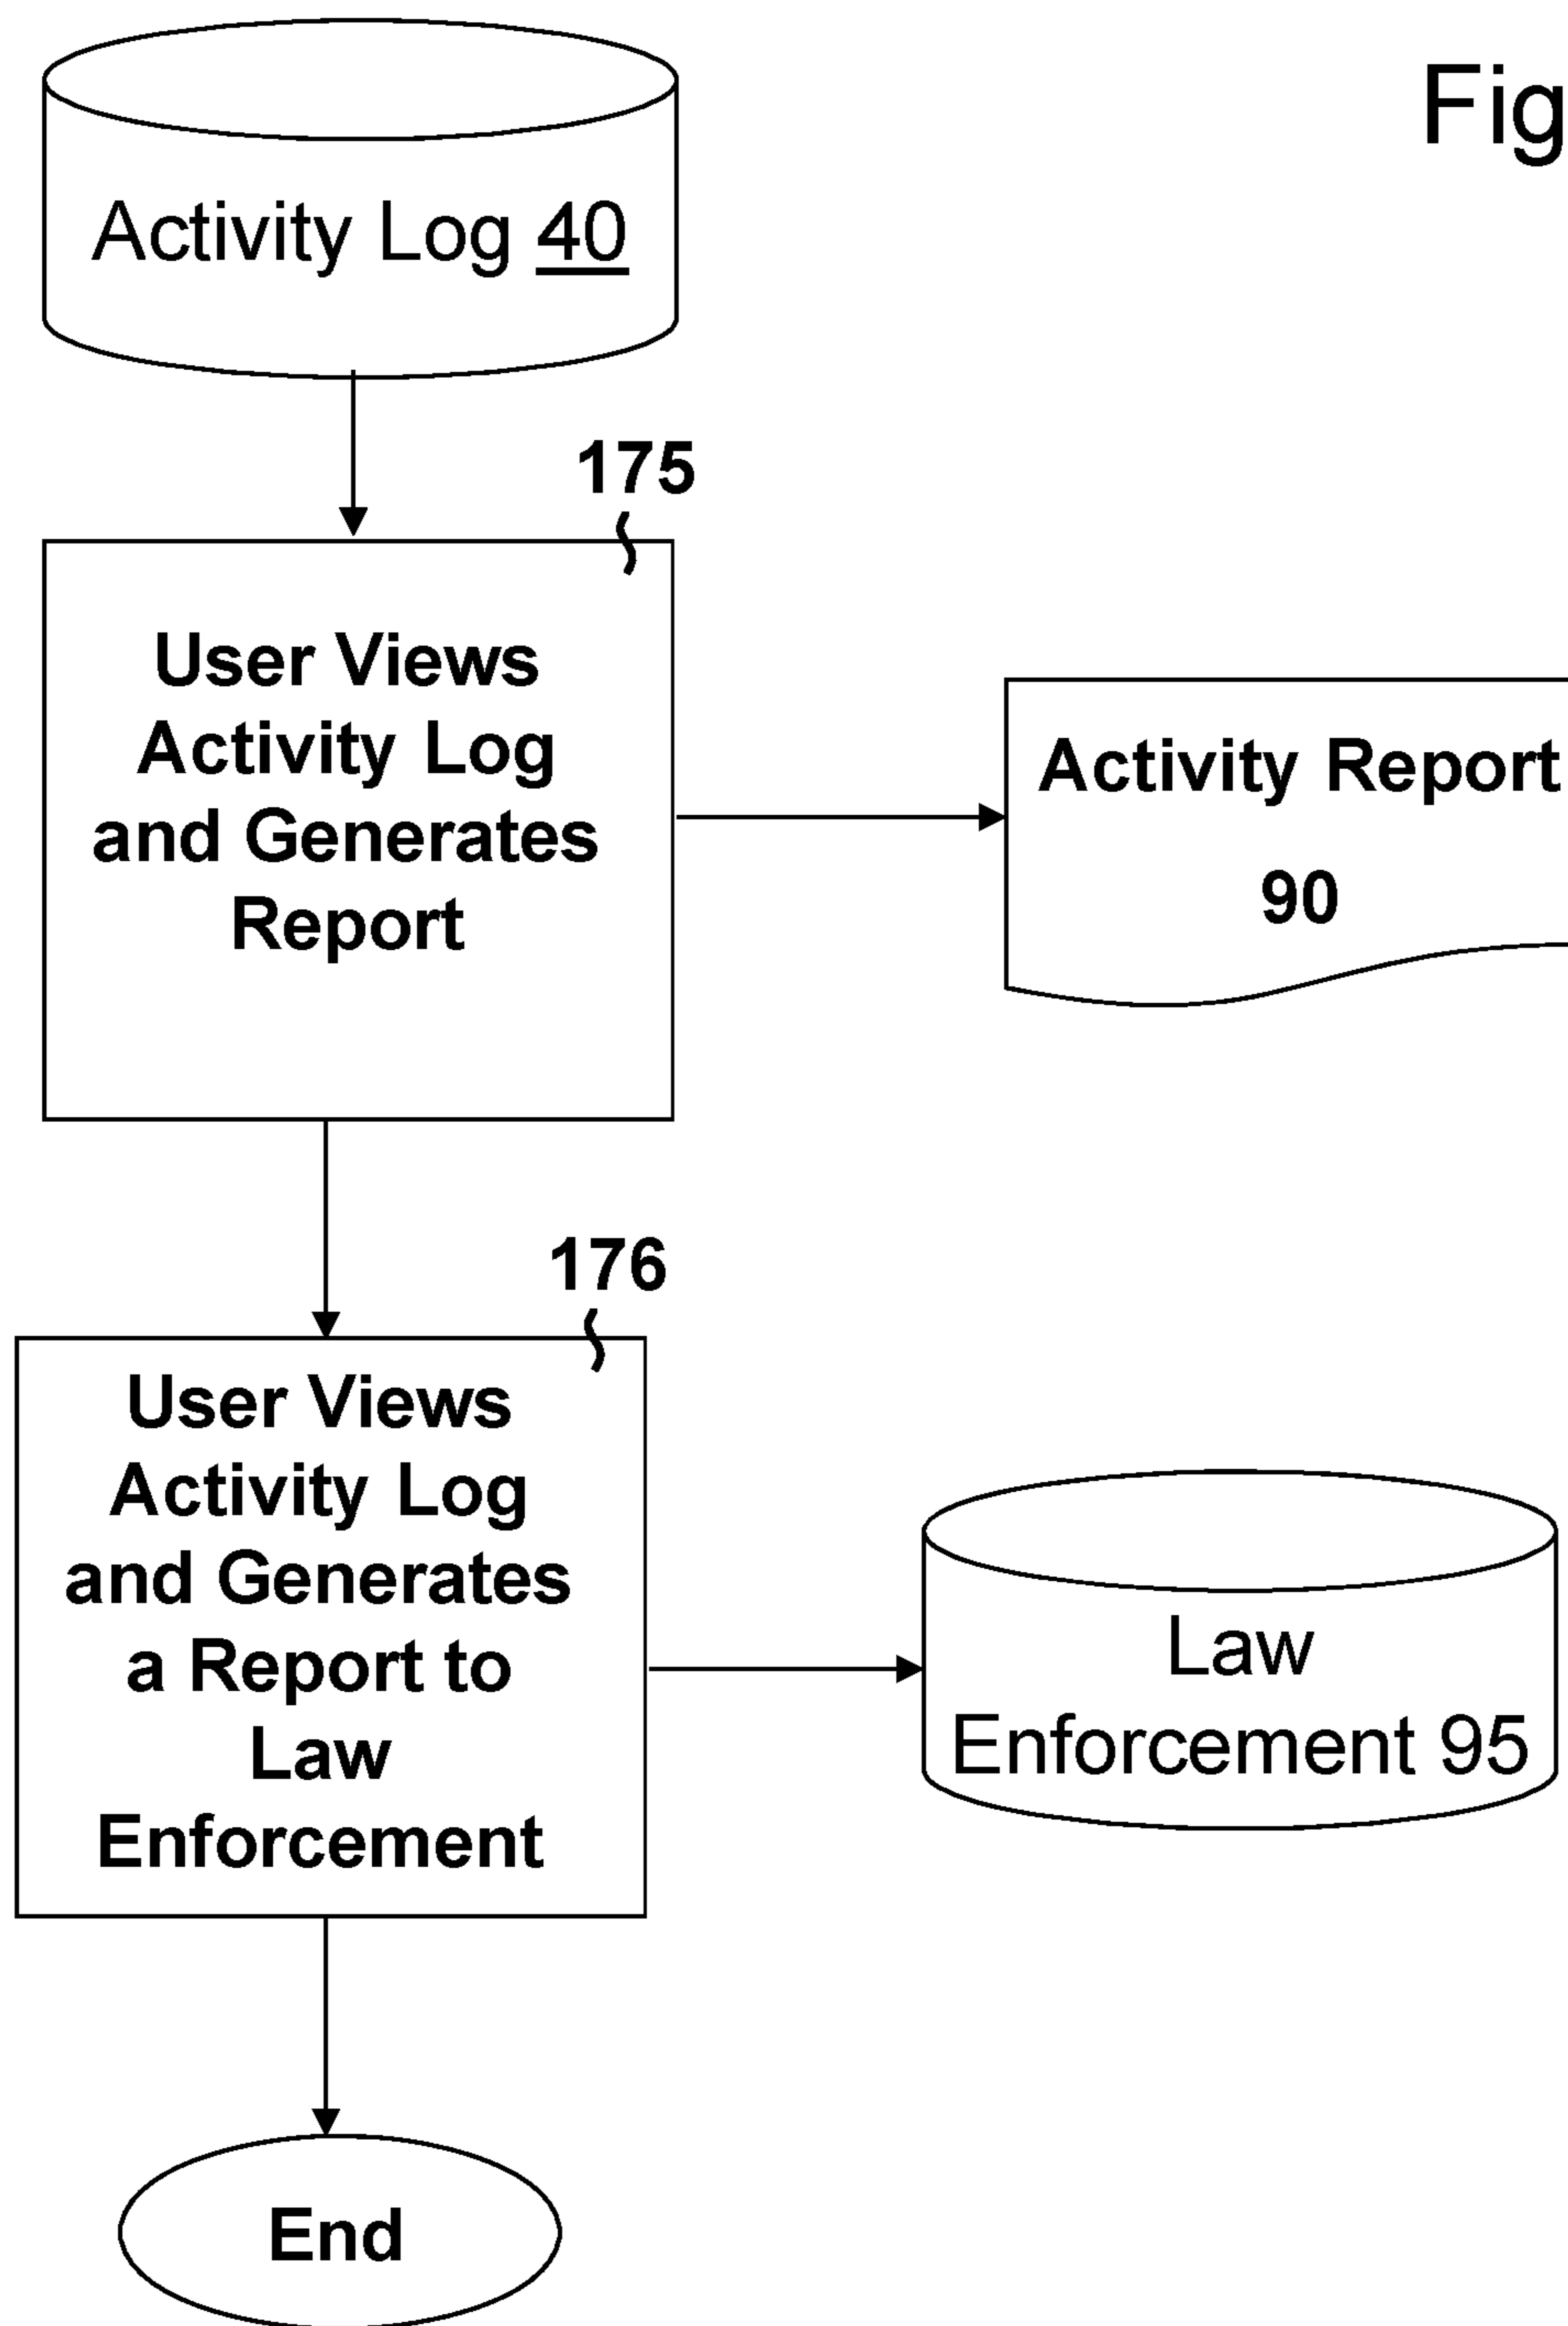 Fig
Activity Log 40
175
User Views
Activity Log
and Generates
Report
Activity Report
90
176
User Views
Activity Log
and Generates
a Report to
Law
Enforcement
Law
Enforcement 95
End